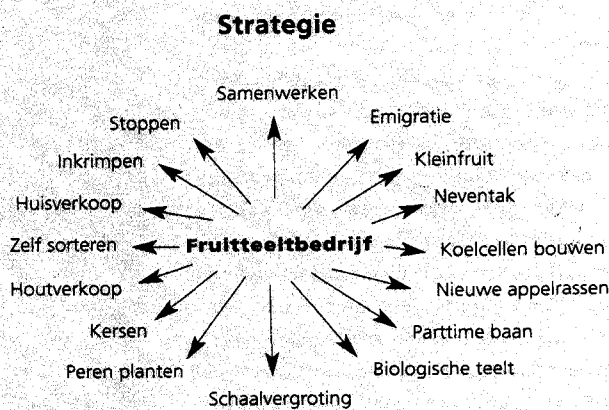 Strategie
Samenwerken
Stoppen
Emigratie
Inkrimpen
Kleinfruit
Huisverkoop
Neventak
Zelf sorteren
Fruitteeltbedrijf
Koelcellen bouwen
Houtverkoop
Nieuwe appelrassen
Kersen
Parttime baan
Peren planten
Biologische teelt
Schaalvergroting